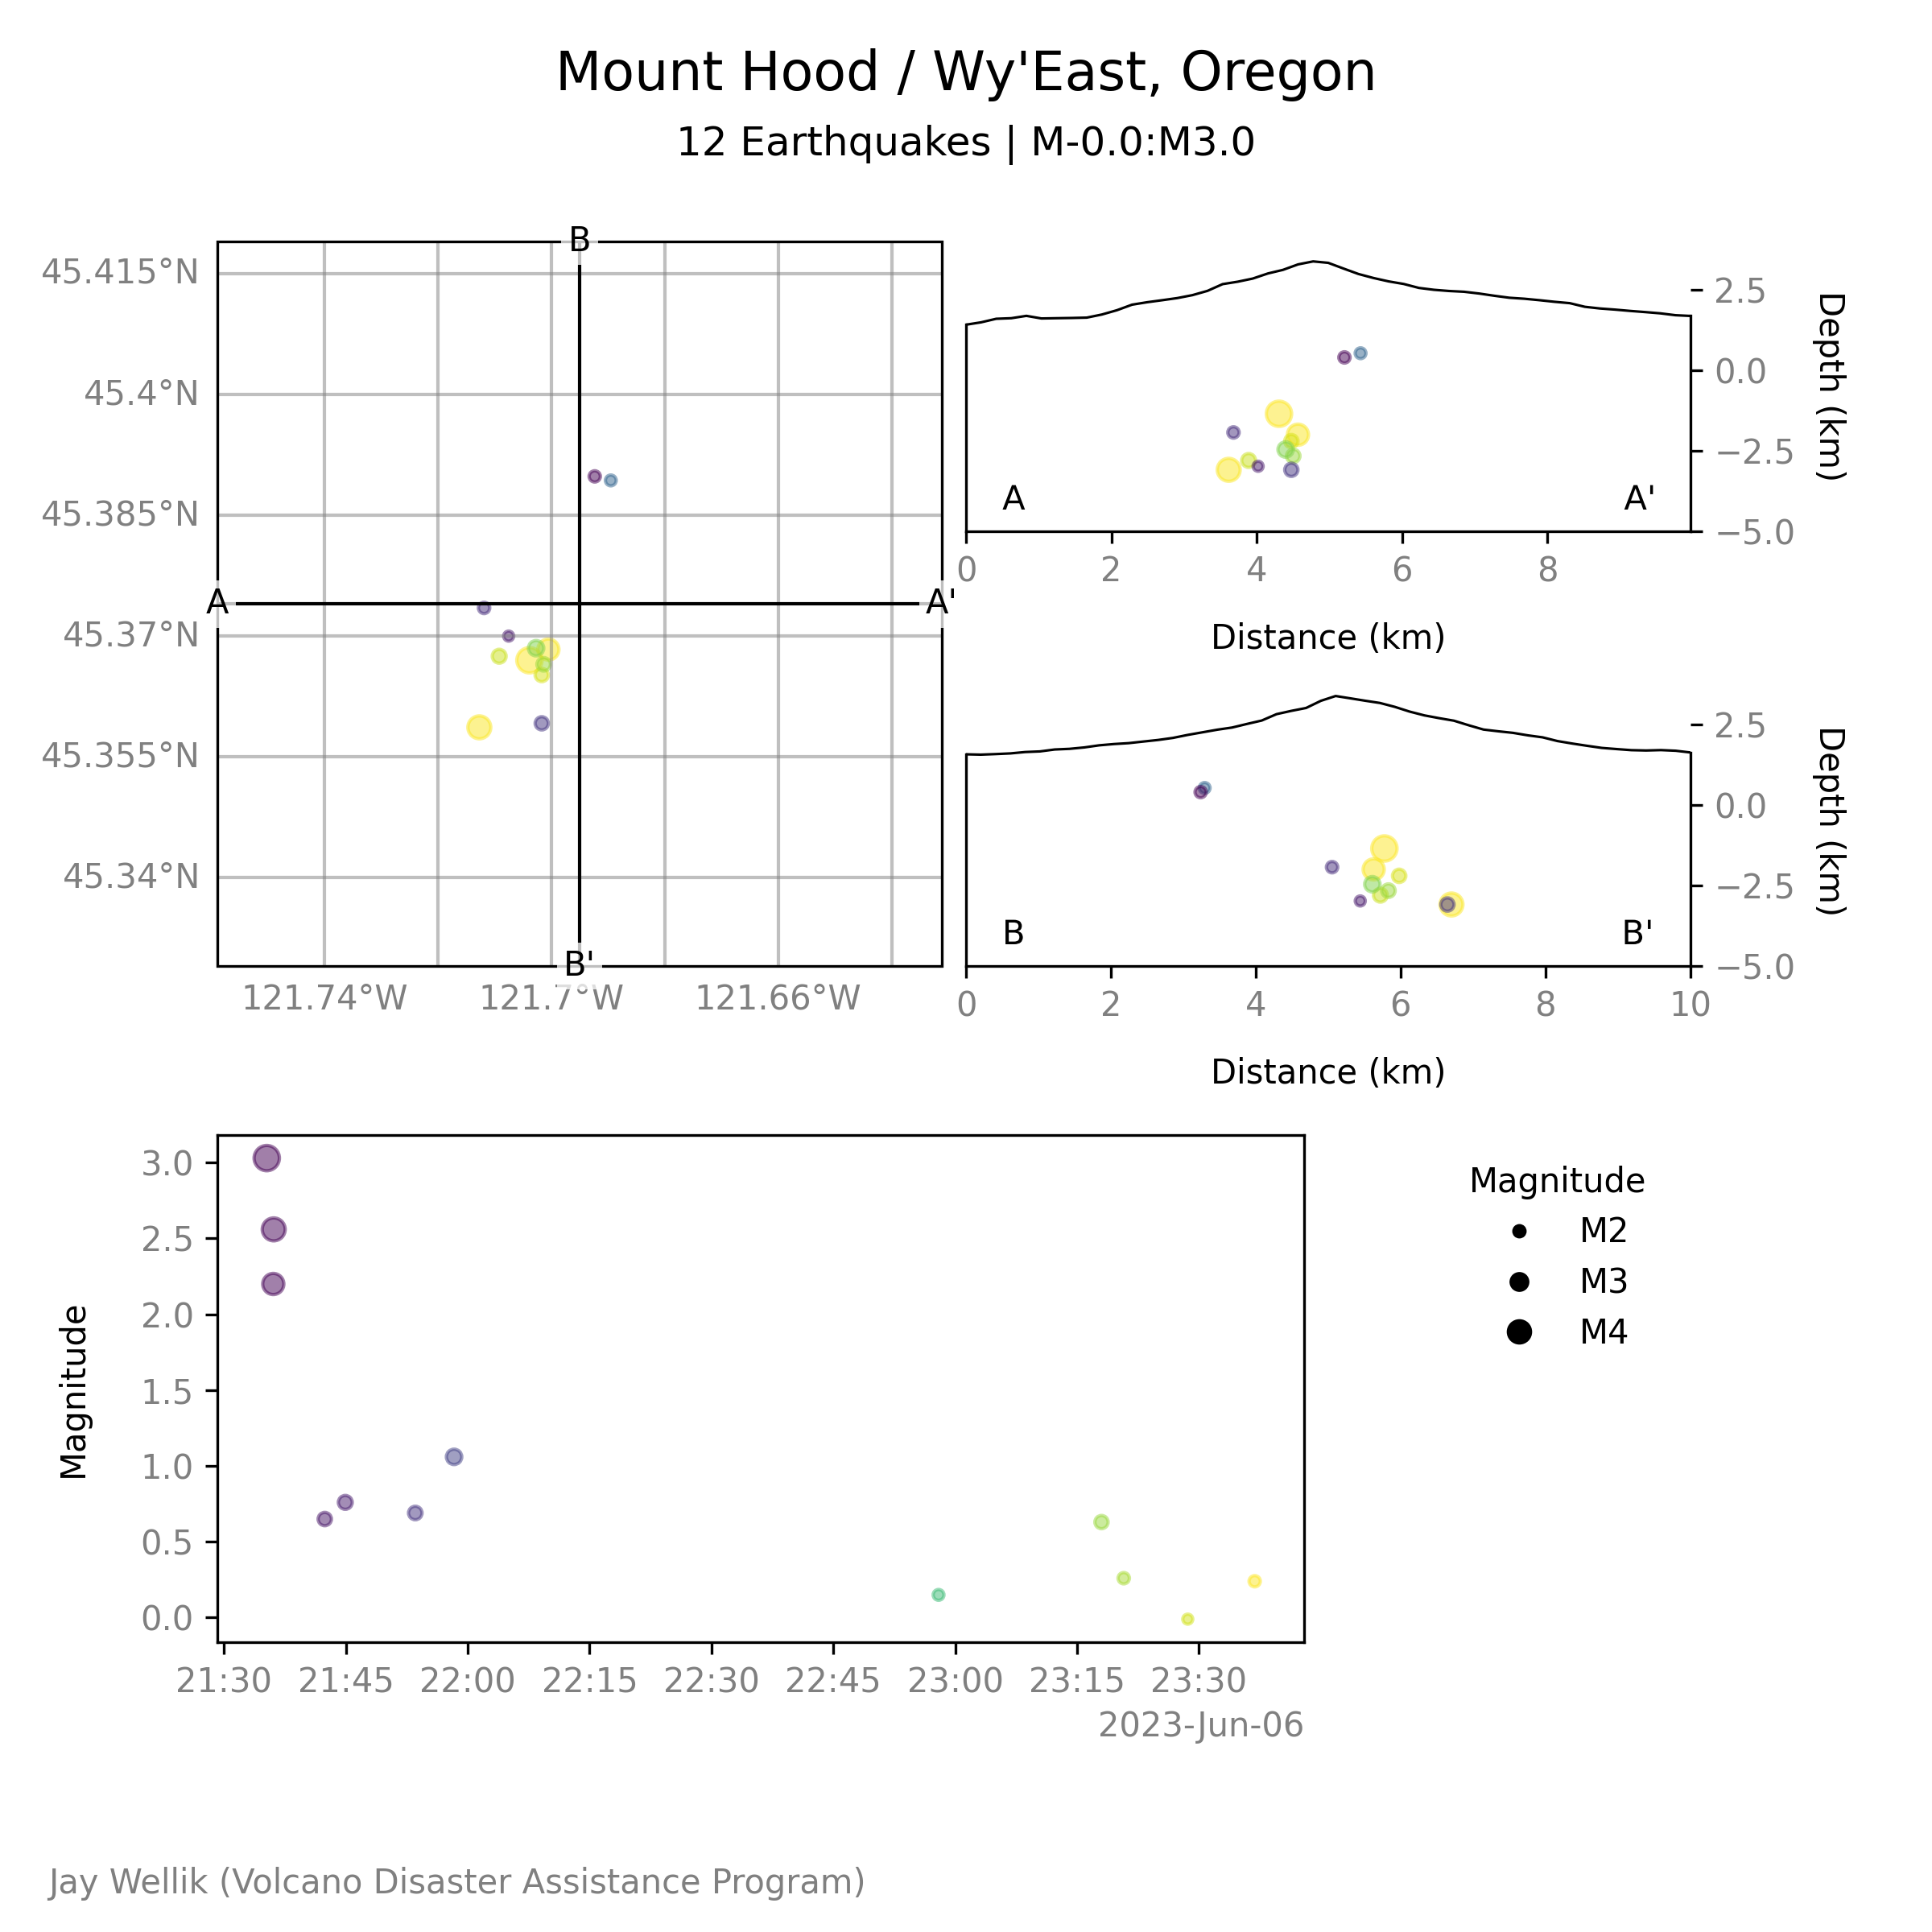 Mount Hood / Wy'East, Oregon
12 Earthquakes | M-0.0:M3.0
B
45.415°N
45.4°N
45.385°N
A
A'
45.37°N
45.355°N
45.34°N
B'
121.74°W
121.7°W
121.66°W
2.5
0.0
−2.5
−5.0
Depth (km)
A
A'
0 2 4 6 8
Distance (km)
2.5
0.0
−2.5
−5.0
Depth (km)
B
B'
0 2 4 6 8 10
Distance (km)
Magnitude
3.0
2.5
2.0
1.5
1.0
0.5
0.0
21:30 21:45 22:00 22:15 22:30 22:45 23:00 23:15 23:30
2023-Jun-06
Magnitude
M2
M3
M4
Jay Wellik (Volcano Disaster Assistance Program)